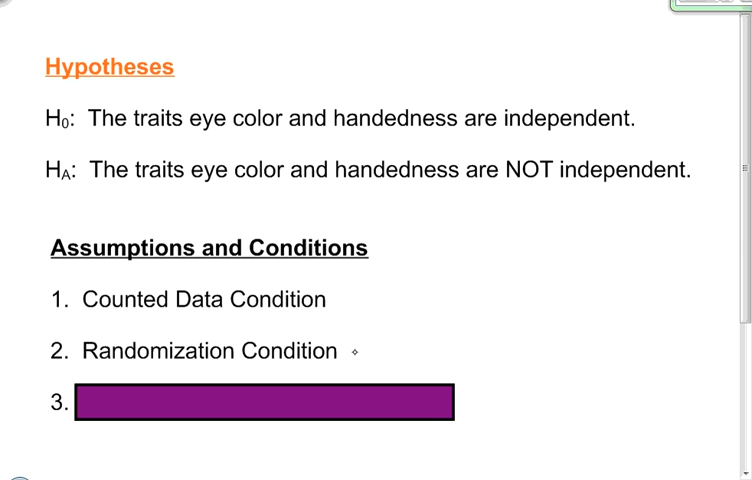 Hypotheses
H₀: The traits eye color and handedness are independent.
Hₐ: The traits eye color and handedness are NOT independent.
Assumptions and Conditions
1. Counted Data Condition
2. Randomization Condition
3.